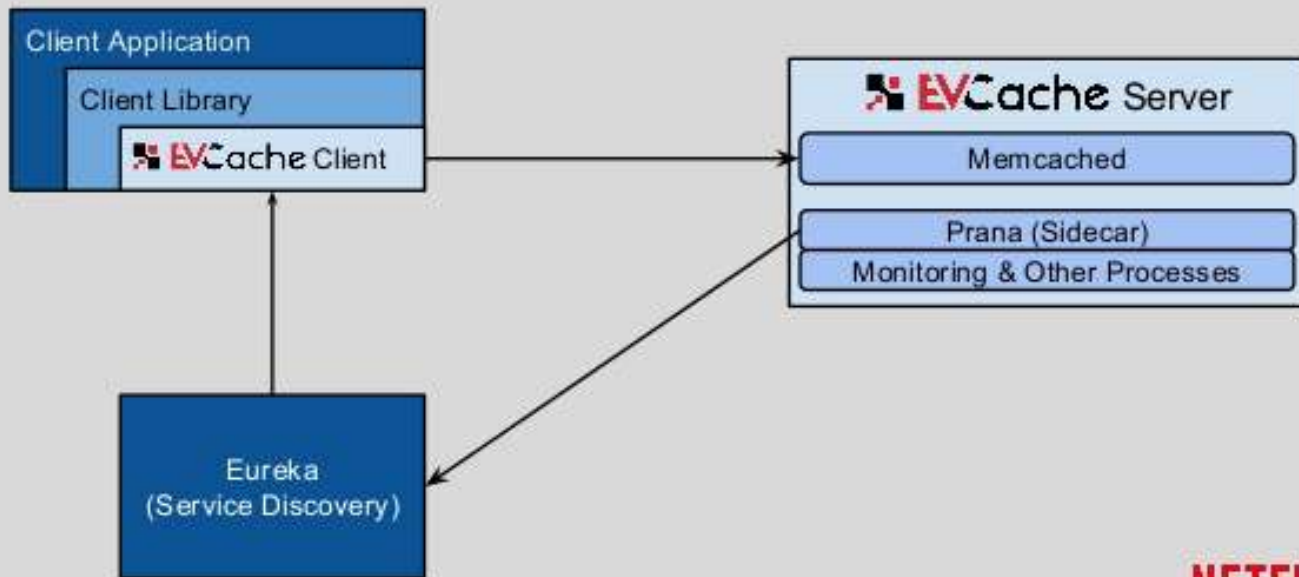 Client Application
Client Library
EVCache Client
EVCache Server
Memcached
Prana (Sidecar)
Monitoring & Other Processes
Eureka
(Service Discovery)